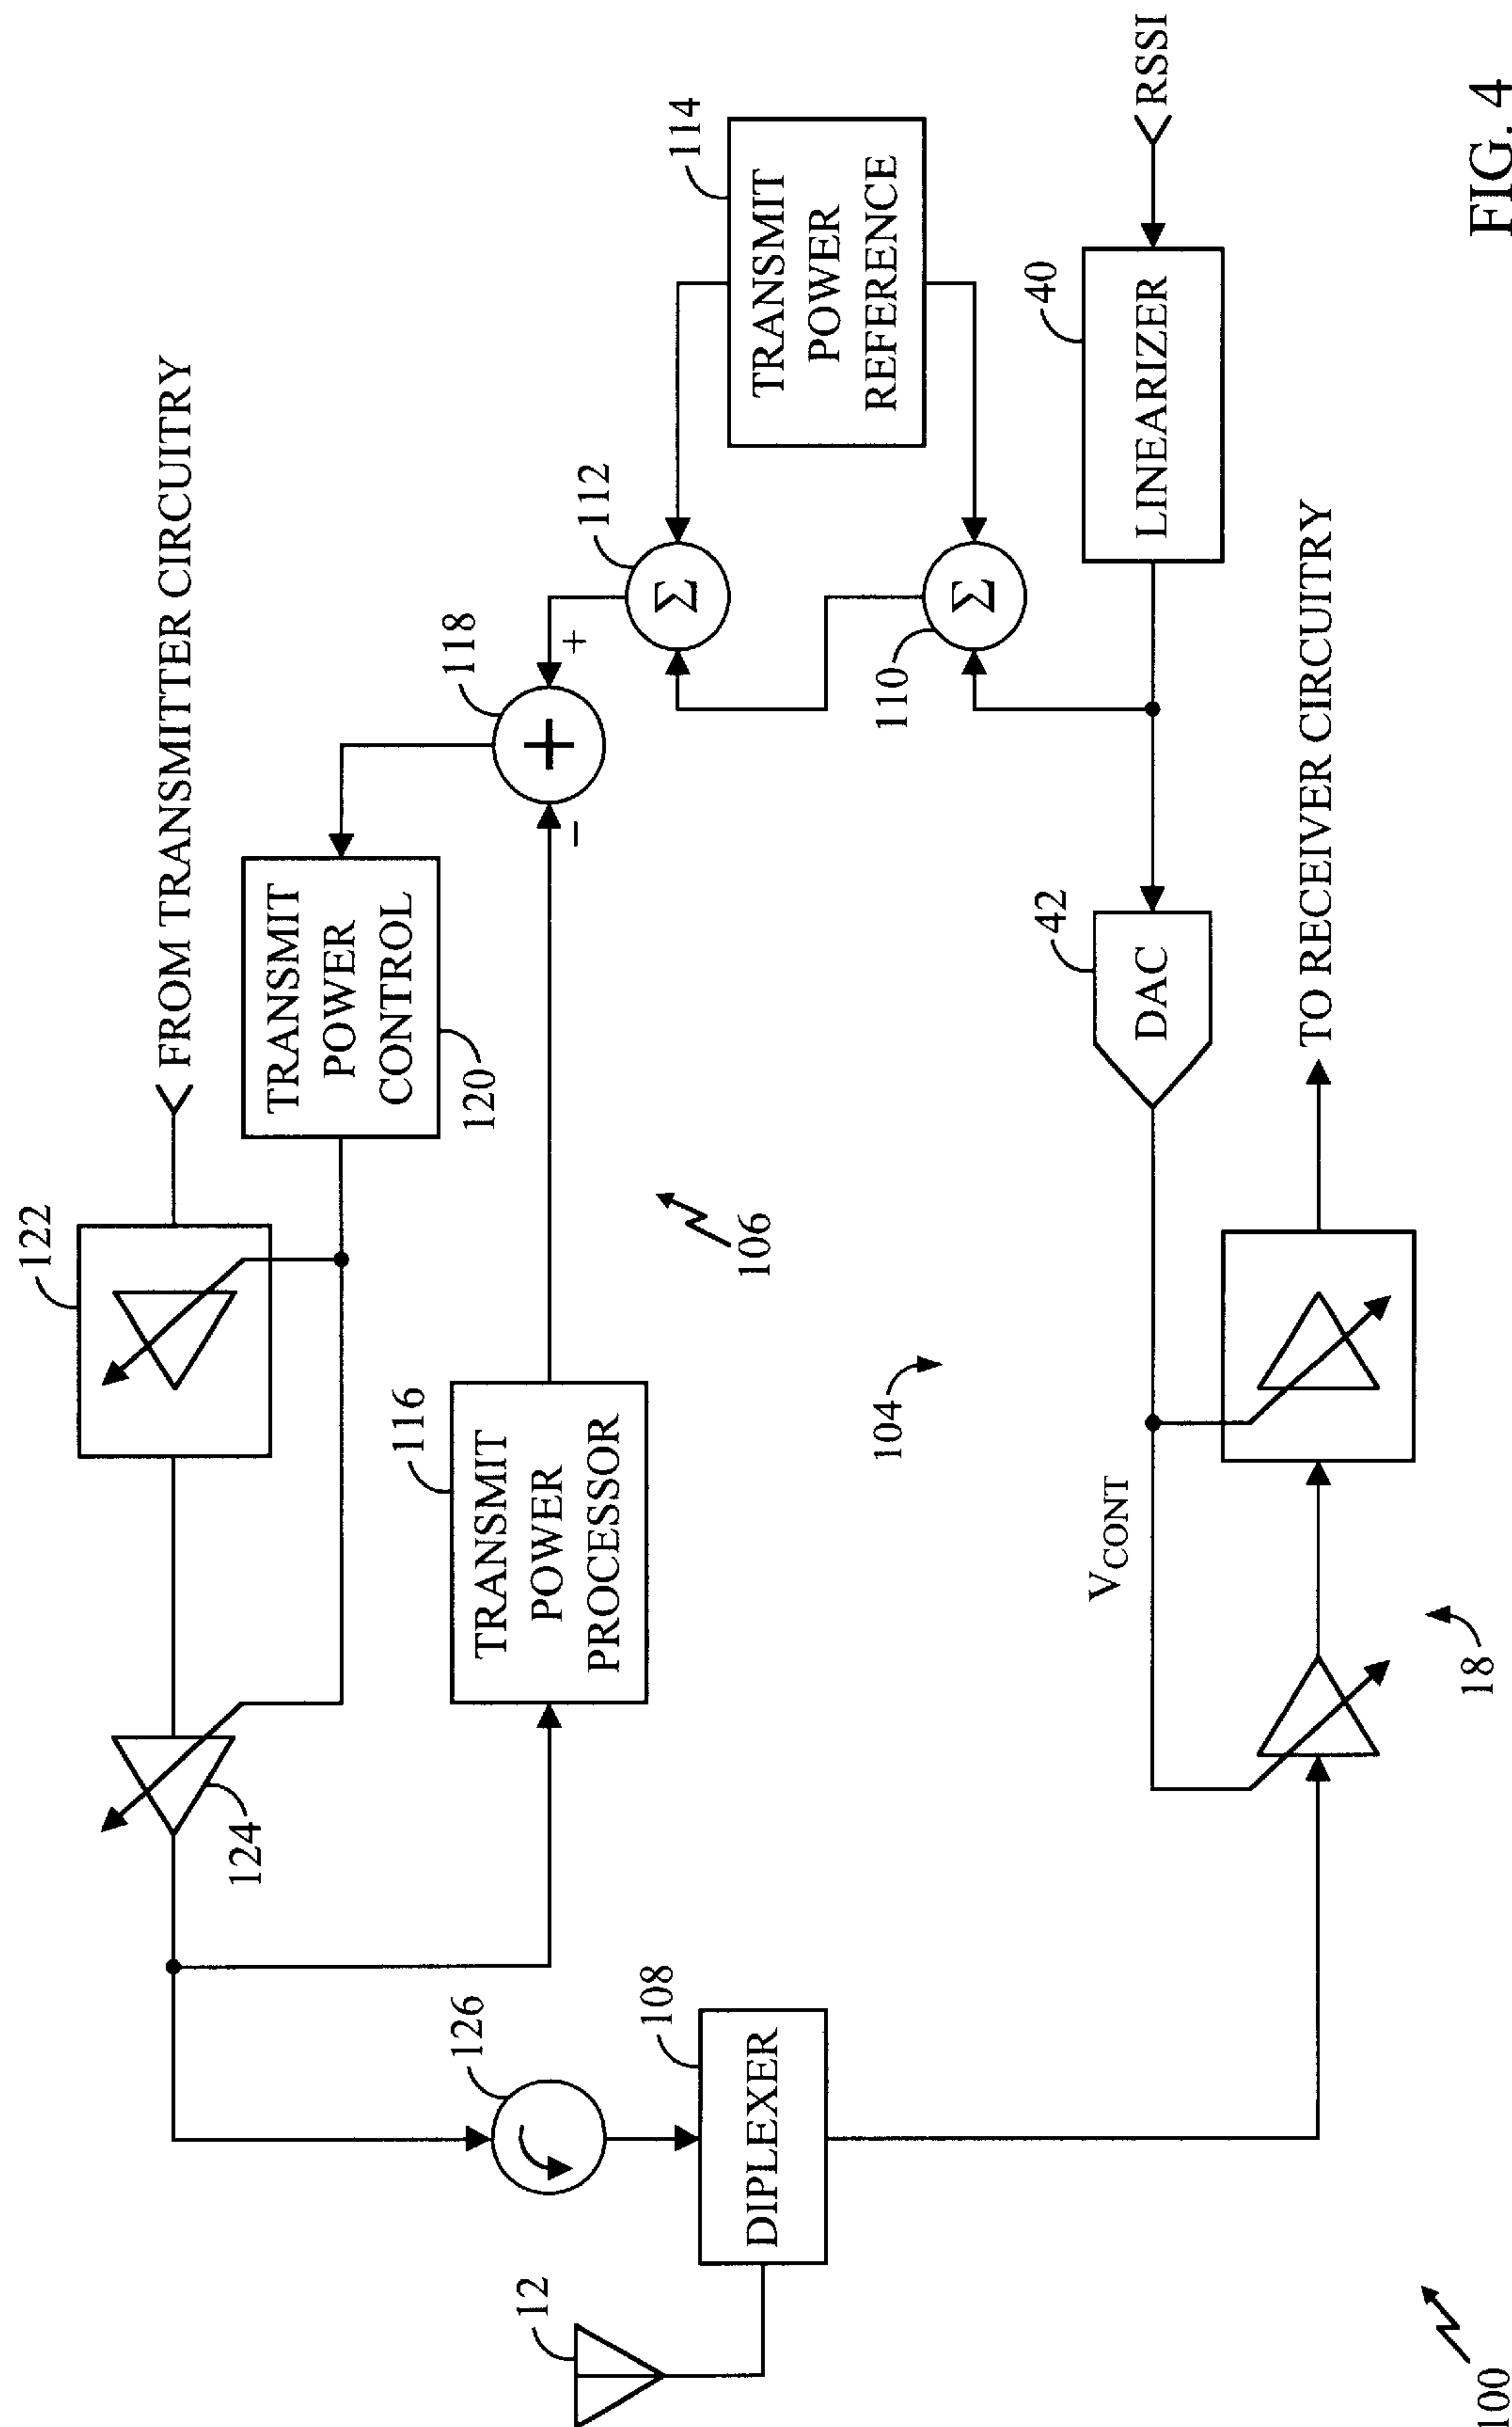 122
FROM TRANSMITTER CIRCUITRY
124
TRANSMIT
POWER
CONTROL
120
118
+
+
−
112
Σ
114
TRANSMIT
POWER
REFERENCE
116
TRANSMIT
POWER
PROCESSOR
126
106
12
108
DIPLEXER
110
Σ
104
40
LINEARIZER
RSSI
42
DAC
VCONT
TO RECEIVER CIRCUITRY
18
100
FIG. 4